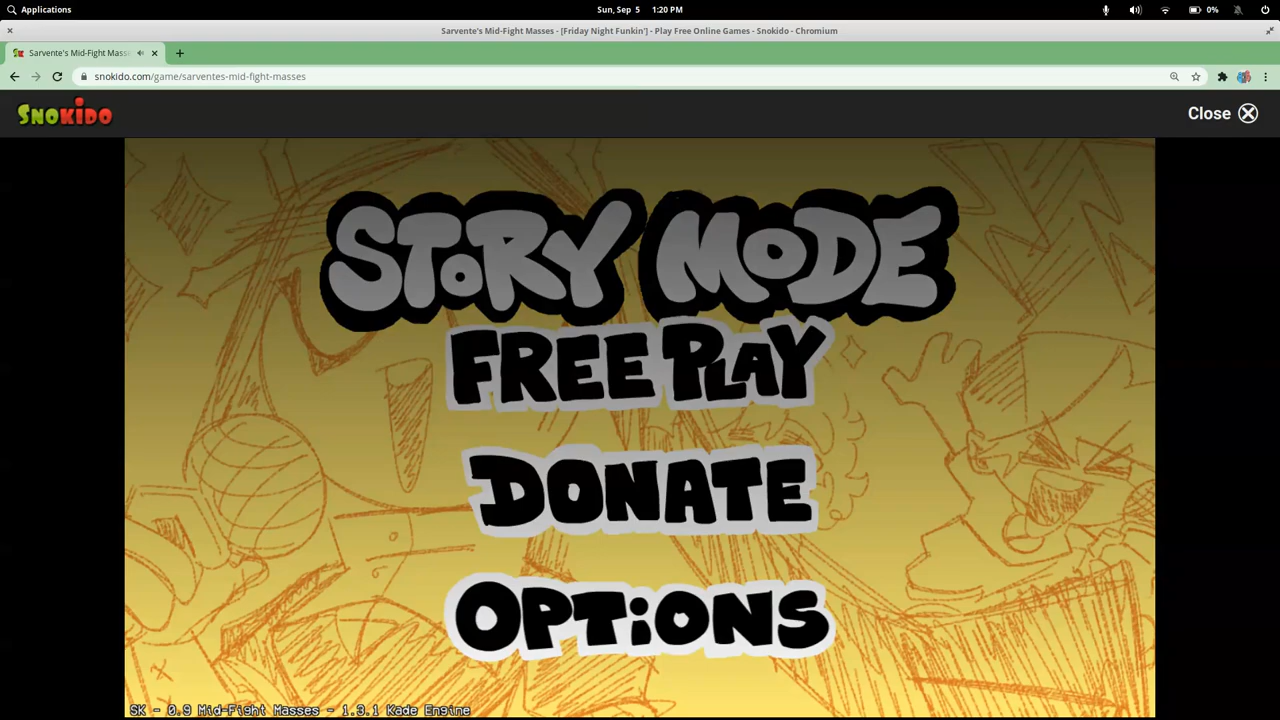 Applications
Sun, Sep 5 1:20 PM
0%
Sarvente's Mid-Fight Masses - [Friday Night Funkin'] - Play Free Online Games - Snokido - Chromium
Sarvente's Mid-Fight Mass
snokido.com/game/sarventes-mid-fight-masses
SNOKIDO
Close
STORY MODE
FREEPLAY
DONATE
OPTIONS
SK - 0.9 Mid-Fight Masses - 1.3.1 Kade Engine